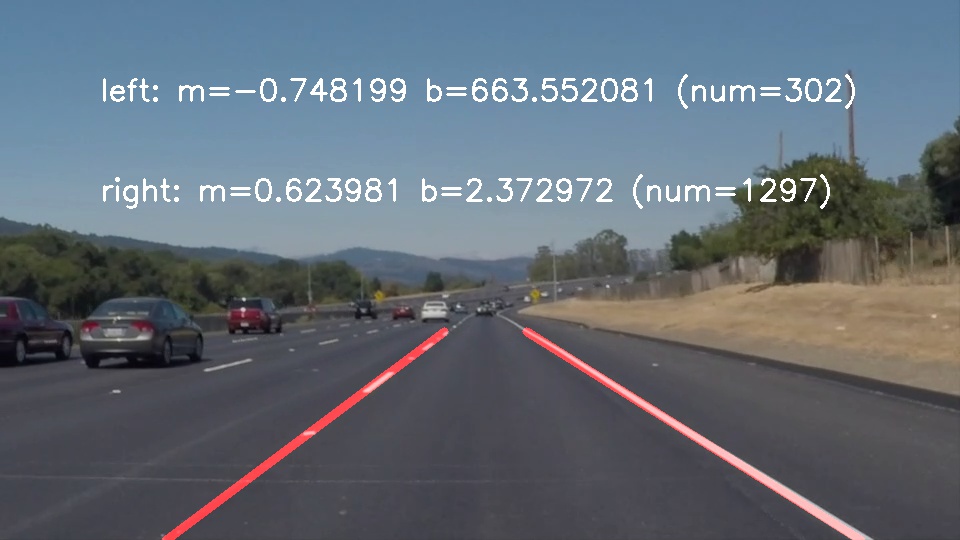 left: m=-0.748199 b=663.552081 (num=302)
right: m=0.623981 b=2.372972 (num=1297)